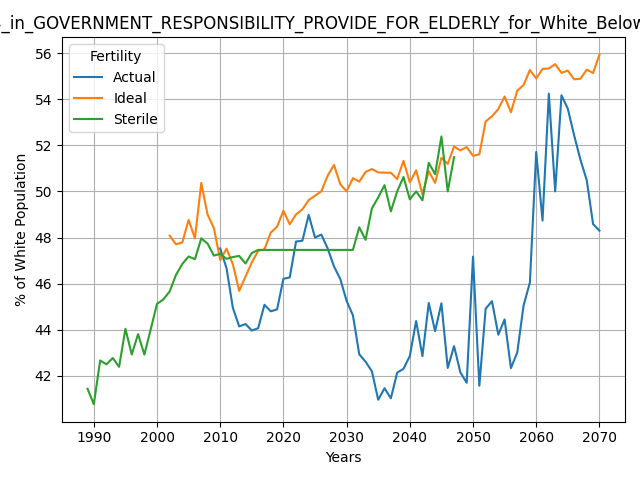 _in_GOVERNMENT_RESPONSIBILITY_PROVIDE_FOR_ELDERLY_for_White_Below
Fertility
Actual
Ideal
Sterile
% of White Population
56
54
52
50
48
46
44
42
1990 2000 2010 2020 2030 2040 2050 2060 2070
Years